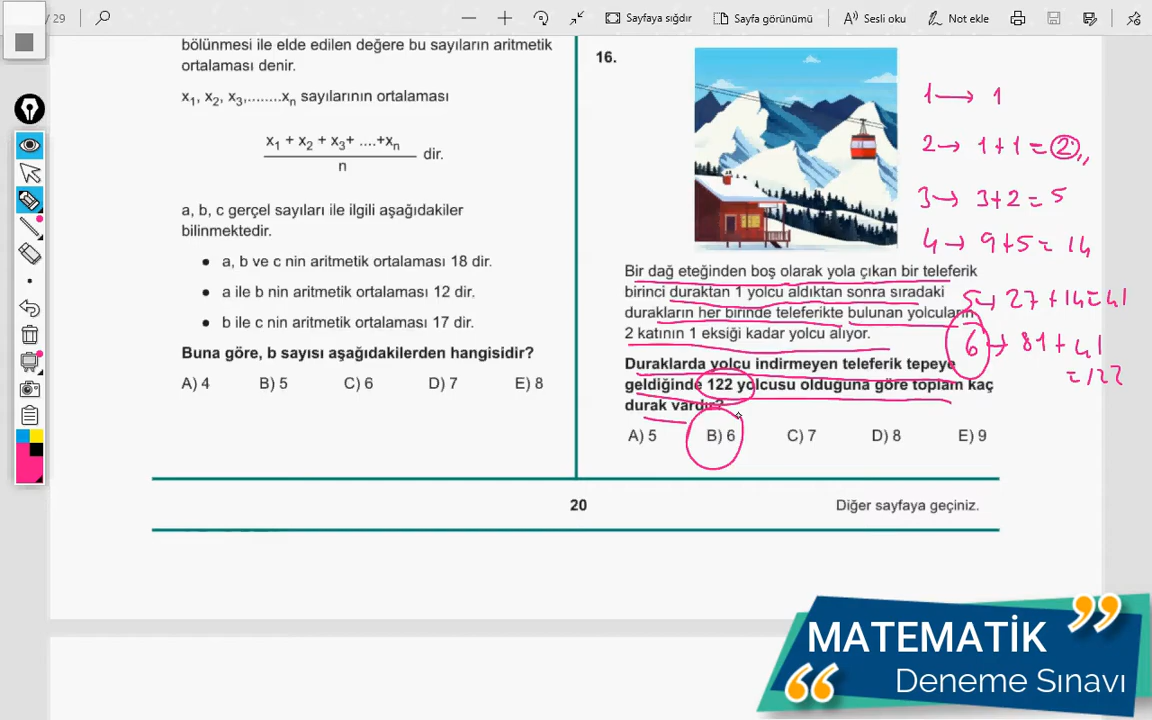 / 29
Sayfaya sığdır
Sayfa görünümü
Sesli oku
Not ekle
bölünmesi ile elde edilen değere bu sayıların aritmetik
ortalaması denir.
x1, x2, x3,........xn sayılarının ortalaması
x1 + x2 + x3+ ....+xn
n
dir.
a, b, c gerçel sayıları ile ilgili aşağıdakiler
bilinmektedir.
● a, b ve c nin aritmetik ortalaması 18 dir.
● a ile b nin aritmetik ortalaması 12 dir.
● b ile c nin aritmetik ortalaması 17 dir.
Buna göre, b sayısı aşağıdakilerden hangisidir?
A) 4 B) 5 C) 6 D) 7 E) 8
16.
1 → 1
2 → 1+1 = 2,,
3 → 3+2 = 5
4 → 9+5 = 14
5 → 27+14=41
6 → 81+41
=122
Bir dağ eteğinden boş olarak yola çıkan bir teleferik
birinci duraktan 1 yolcu aldıktan sonra sıradaki
durakların her birinde teleferikte bulunan yolcuların
2 katının 1 eksiği kadar yolcu alıyor.
Duraklarda yolcu indirmeyen teleferik tepeye
geldiğinde 122 yolcusu olduğuna göre toplam kaç
durak vardır?
A) 5 B) 6 C) 7 D) 8 E) 9
20
Diğer sayfaya geçiniz.
MATEMATİK
Deneme Sınavı